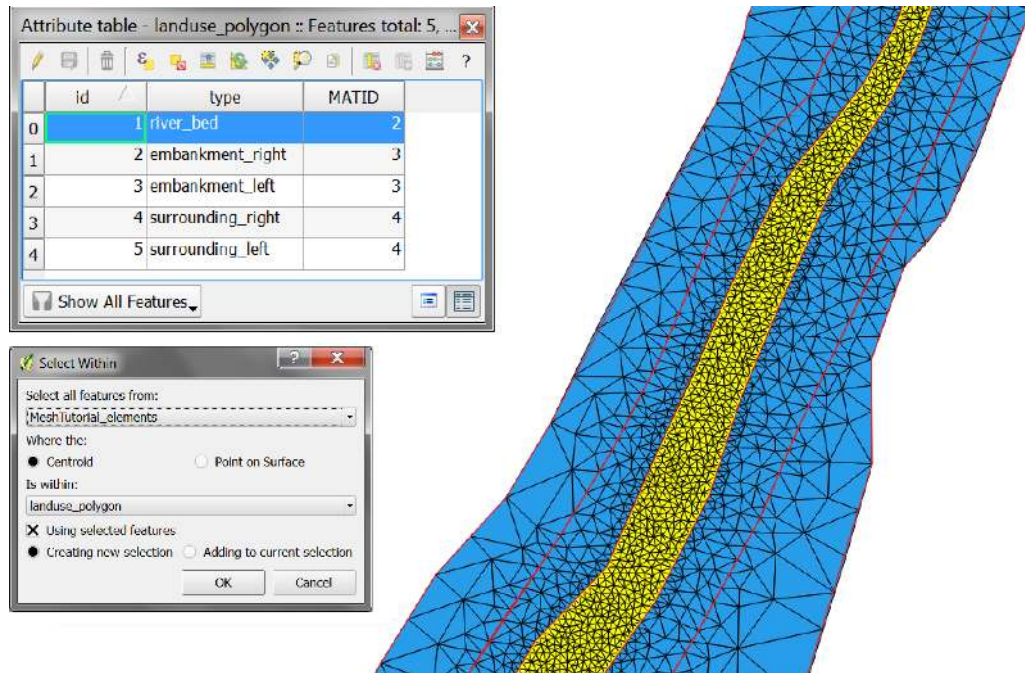 Attribute table - landuse_polygon :: Features total: 5, ...
id type MATID
0 1 river_bed 2
1 2 embankment_right 3
2 3 embankment_left 3
3 4 surrounding_right 4
4 5 surrounding_left 4
Show All Features
Select Within
Select all features from:
MeshTutorial_elements
Where the:
Centroid Point on Surface
Is within:
landuse_polygon
Using selected features
Creating new selection Adding to current selection
OK Cancel